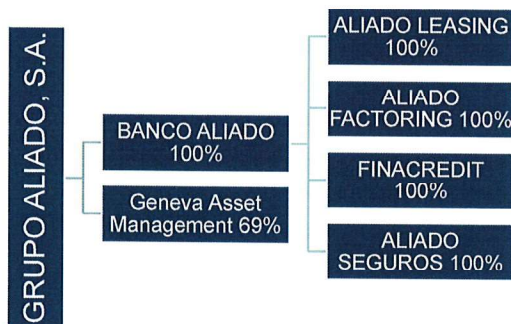 GRUPO ALIADO, S.A.
BANCO ALIADO
100%
Geneva Asset
Management 69%
ALIADO LEASING
100%
ALIADO
FACTORING 100%
FINACREDIT
100%
ALIADO
SEGUROS 100%